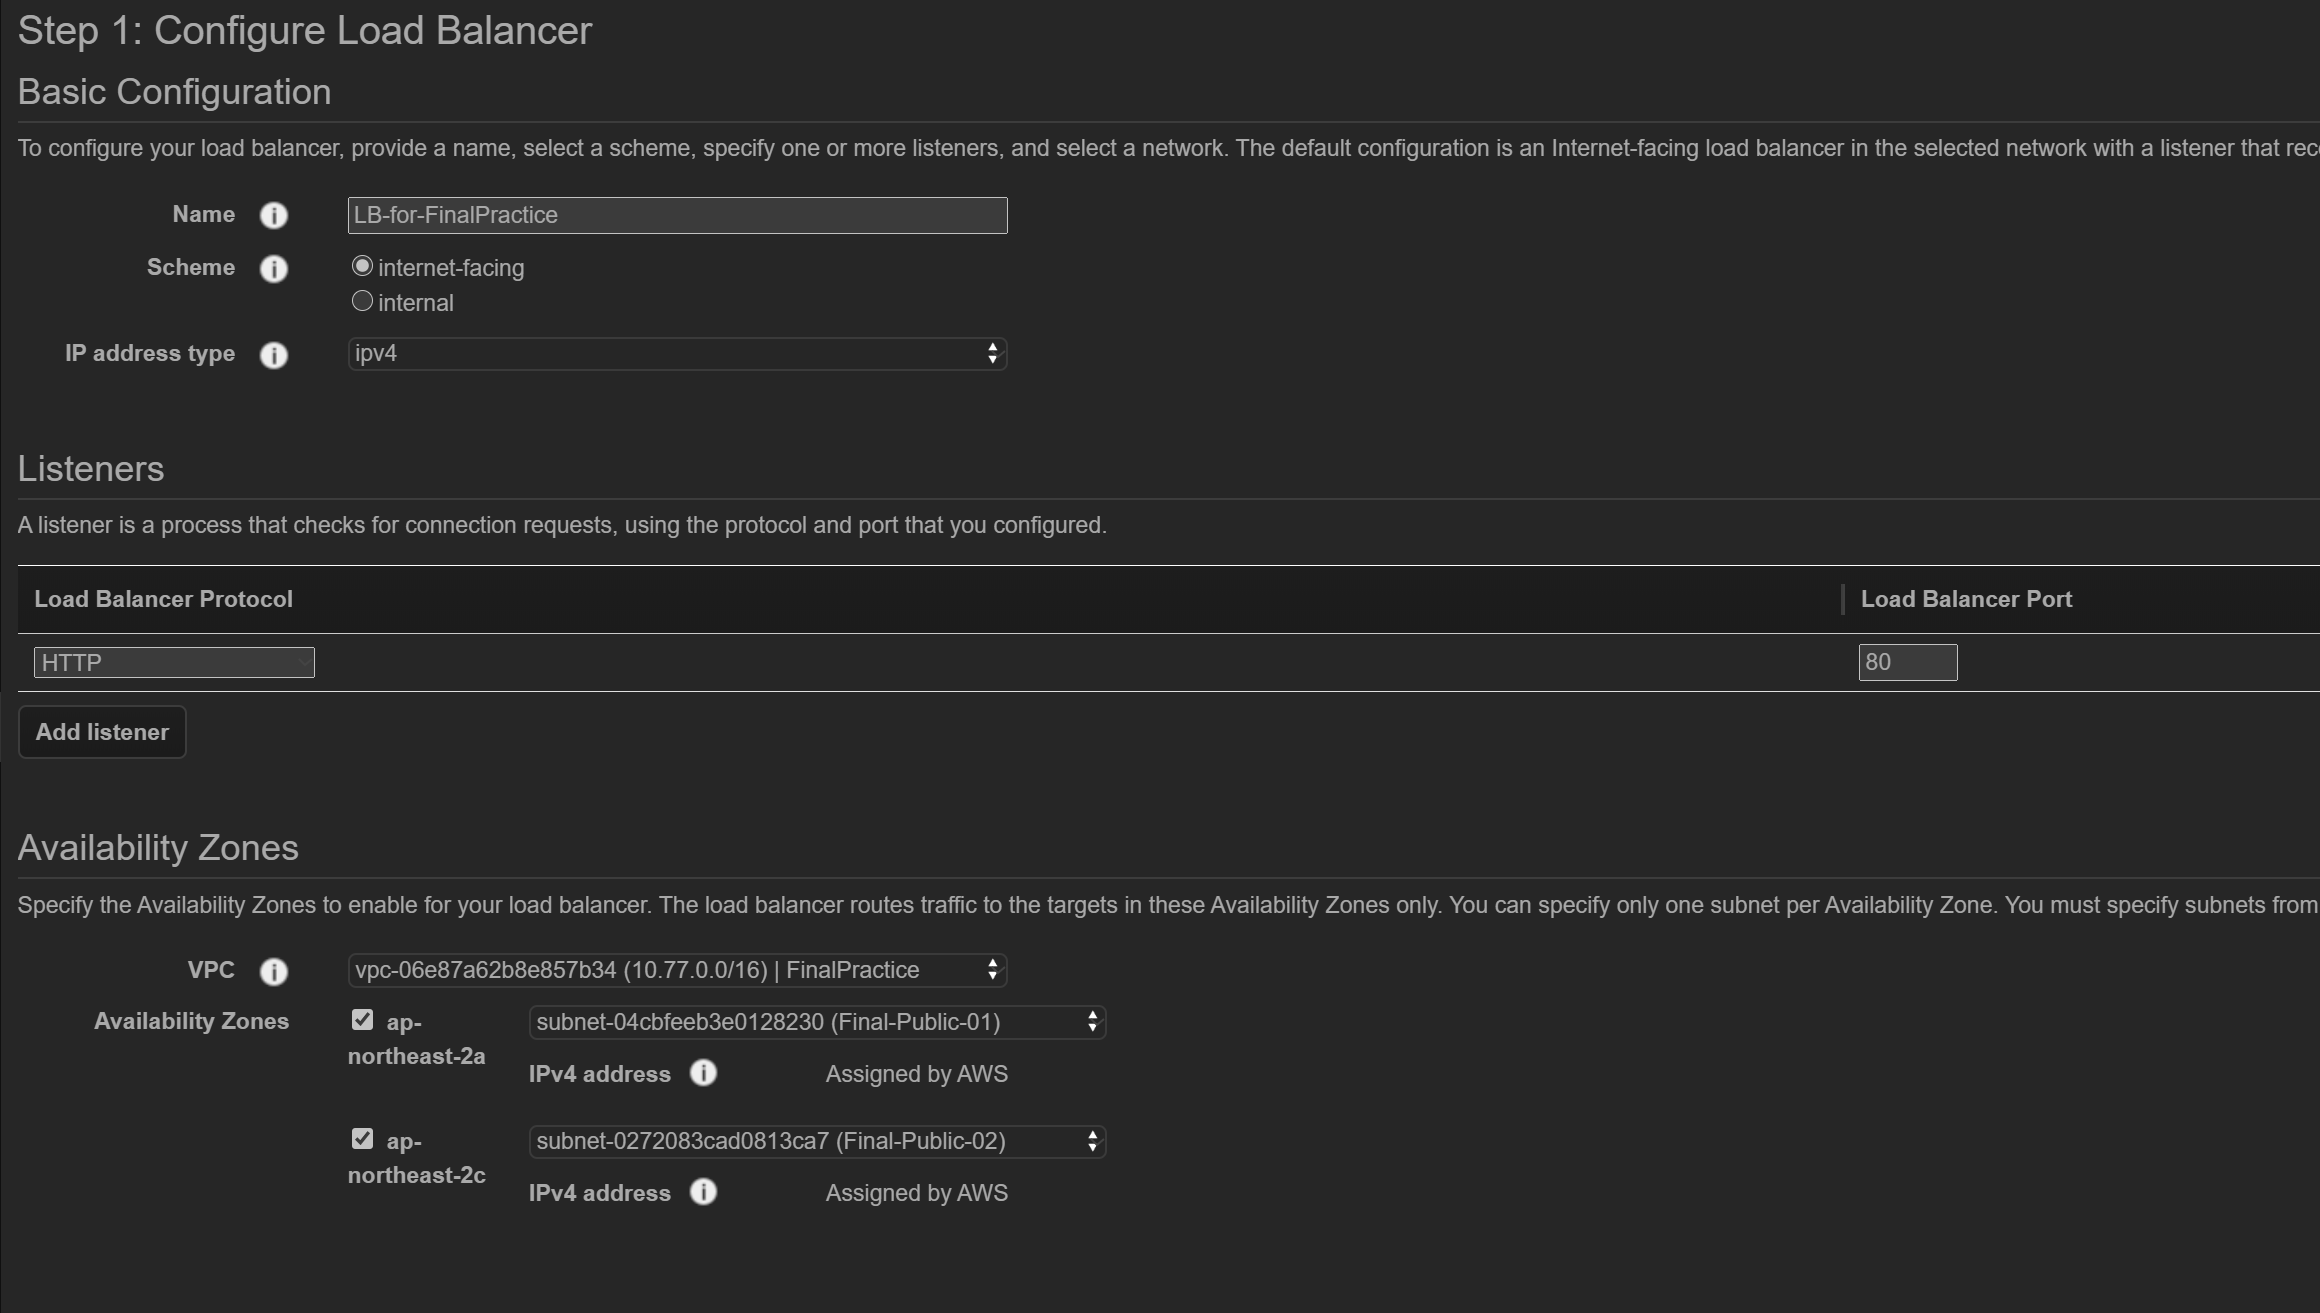 Step 1: Configure Load Balancer
Basic Configuration
To configure your load balancer, provide a name, select a scheme, specify one or more listeners, and select a network. The default configuration is an Internet-facing load balancer in the selected network with a listener that rec
Name i LB-for-FinalPractice
Scheme i internet-facing
internal
IP address type i ipv4
Listeners
A listener is a process that checks for connection requests, using the protocol and port that you configured.
Load Balancer Protocol Load Balancer Port
HTTP 80
Add listener
Availability Zones
Specify the Availability Zones to enable for your load balancer. The load balancer routes traffic to the targets in these Availability Zones only. You can specify only one subnet per Availability Zone. You must specify subnets from
VPC i vpc-06e87a62b8e857b34 (10.77.0.0/16) | FinalPractice
Availability Zones ap- subnet-04cbfeeb3e0128230 (Final-Public-01)
northeast-2a
IPv4 address i Assigned by AWS
ap- subnet-0272083cad0813ca7 (Final-Public-02)
northeast-2c
IPv4 address i Assigned by AWS